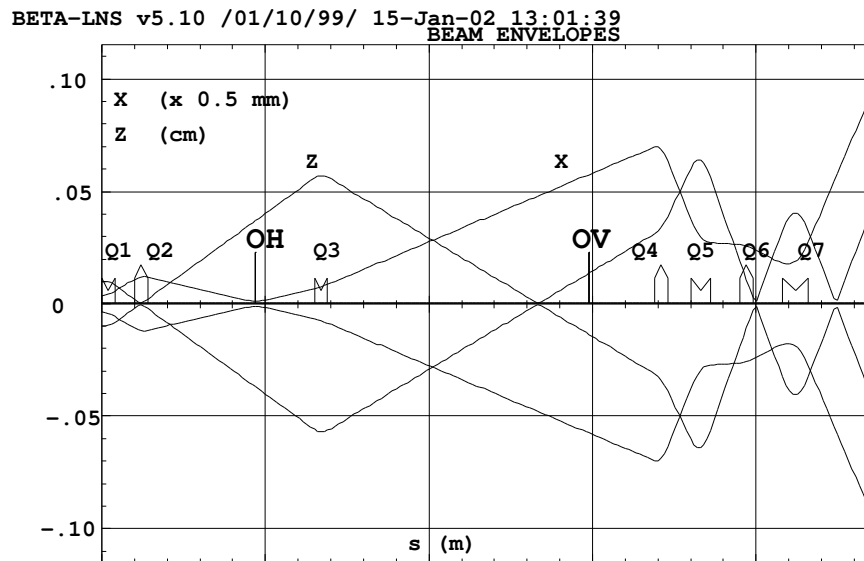 BETA-LNS v5.10 /01/10/99/ 15-Jan-02 13:01:39
BEAM ENVELOPES
.10
X (x 0.5 mm)
Z (cm)
Z
X
.05
OH
OV
Q1 Q2 Q3 Q4 Q5 Q6 Q7
0
-.05
-.10
s (m)